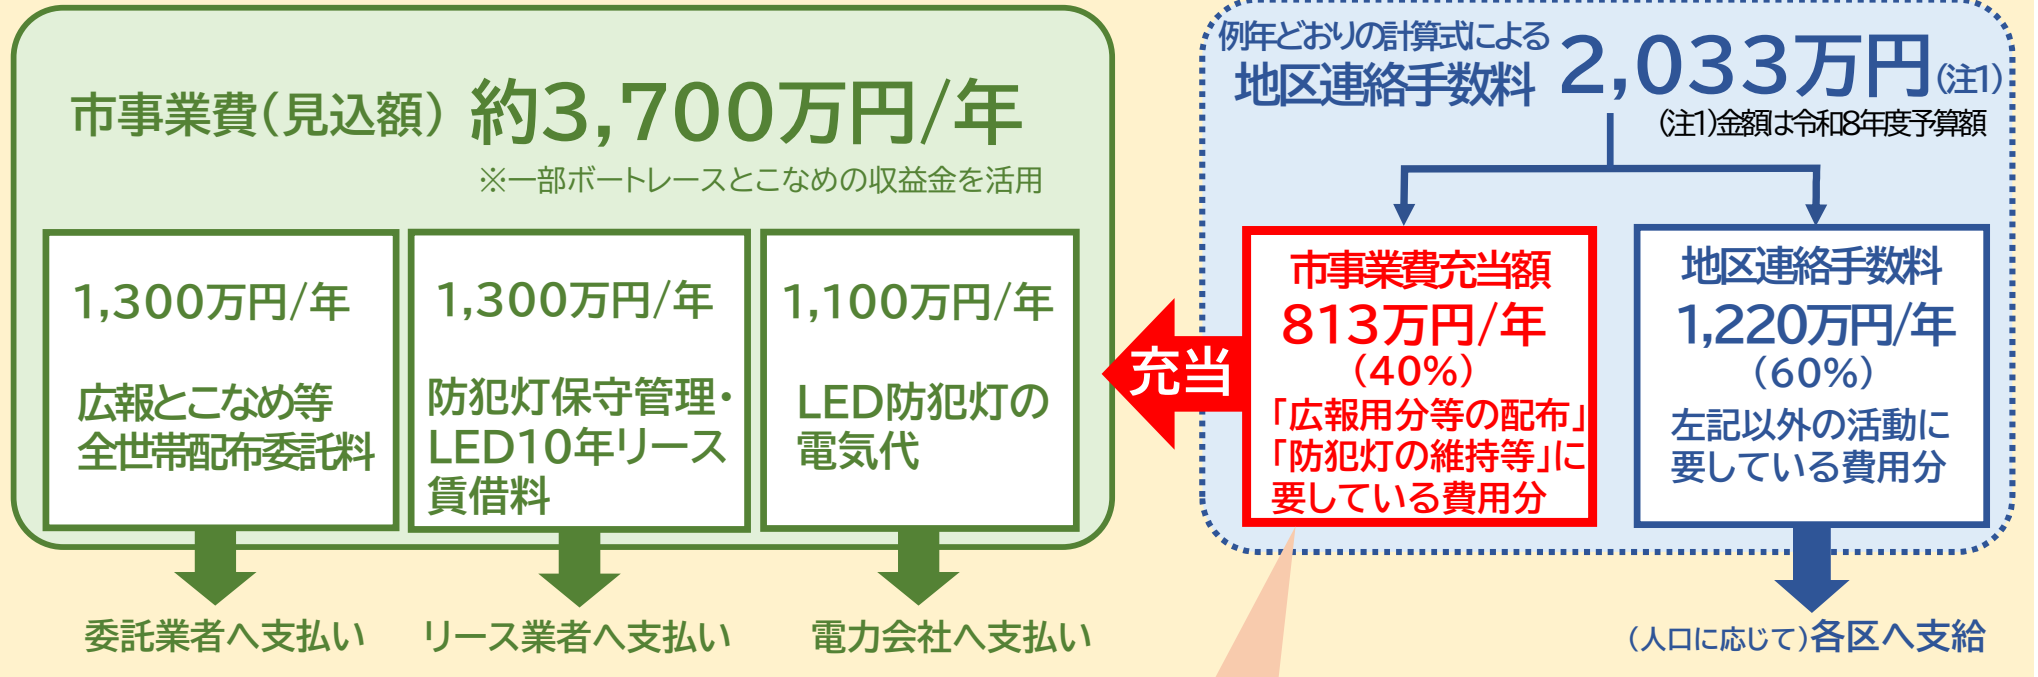 市事業費（見込額） 約3,700万円/年
※一部ボートレースとこなめの収益金を活用
1,300万円/年
広報とこなめ等
全世帯配布委託料
1,300万円/年
防犯灯保守管理・
LED10年リース
賃借料
1,100万円/年
LED防犯灯の
電気代
委託業者へ支払い
リース業者へ支払い
電力会社へ支払い
例年どおりの計算式による
地区連絡手数料 2,033万円(注1)
(注1)金額は令和8年度予算額
充当
市事業費充当額
813万円/年
（40%）
「広報用分等の配布」
「防犯灯の維持等」に
要している費用分
地区連絡手数料
1,220万円/年
（60%）
左記以外の活動に
要している費用分
（人口に応じて）各区へ支給